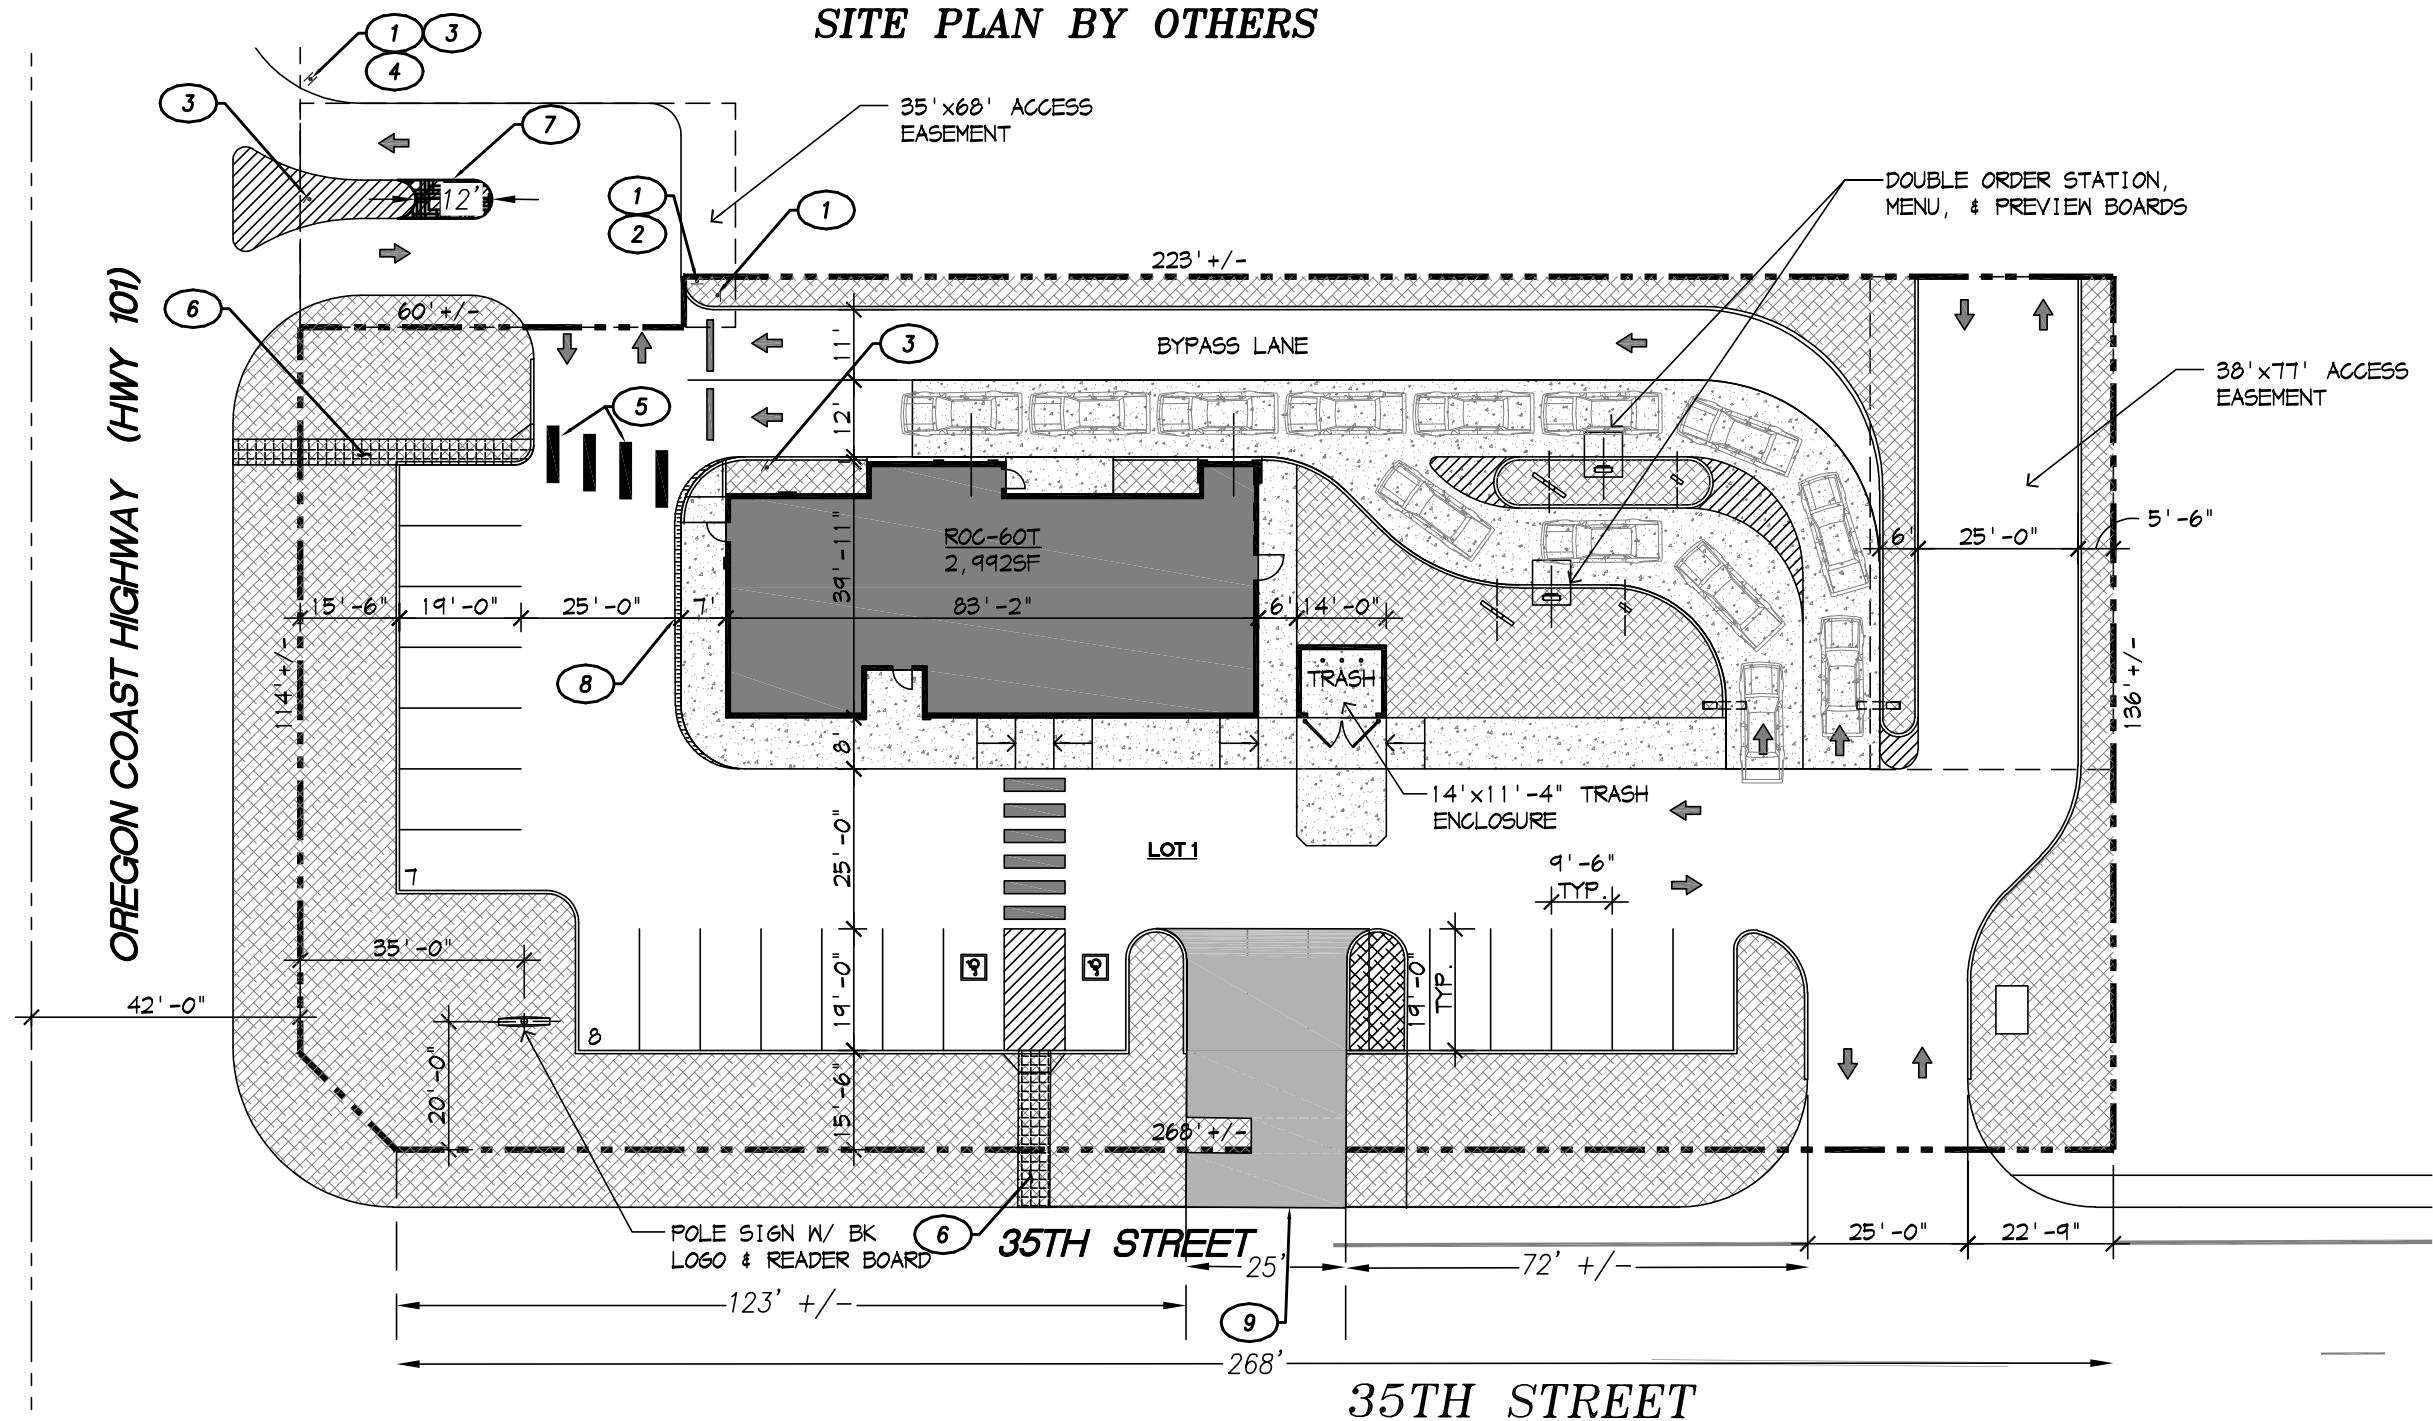 SITE PLAN BY OTHERS
1
3
4
3
7
12'
35'x68' ACCESS
EASEMENT
1
2
1
DOUBLE ORDER STATION,
MENU, & PREVIEW BOARDS
223'+/-
6
60'+/-
11'
3
BYPASS LANE
38'x77' ACCESS
EASEMENT
5
12'
OREGON COAST HIGHWAY (HWY 101)
ROC-60T
2,992SF
39'-11"
6'
25'-0"
5'-6"
15'-6"
19'-0"
25'-0"
7'
83'-2"
6'
14'-0"
114'+/-
136'+/-
8
TRASH
8'
14'x11'-4" TRASH
ENCLOSURE
25'-0"
LOT 1
9'-6"
TYP.
7
35'-0"
42'-0"
19'-0"
19'-0"
TYP.
8
20'-0"
15'-6"
268'+/-
POLE SIGN W/ BK
LOGO & READER BOARD
6
35TH STREET
25'
72' +/-
25'-0"
22'-9"
123' +/-
9
268'
35TH STREET